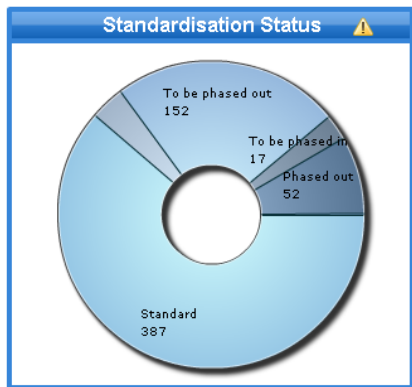 Standardisation Status
To be phased out
152
To be phased in
17
Phased out
52
Standard
387